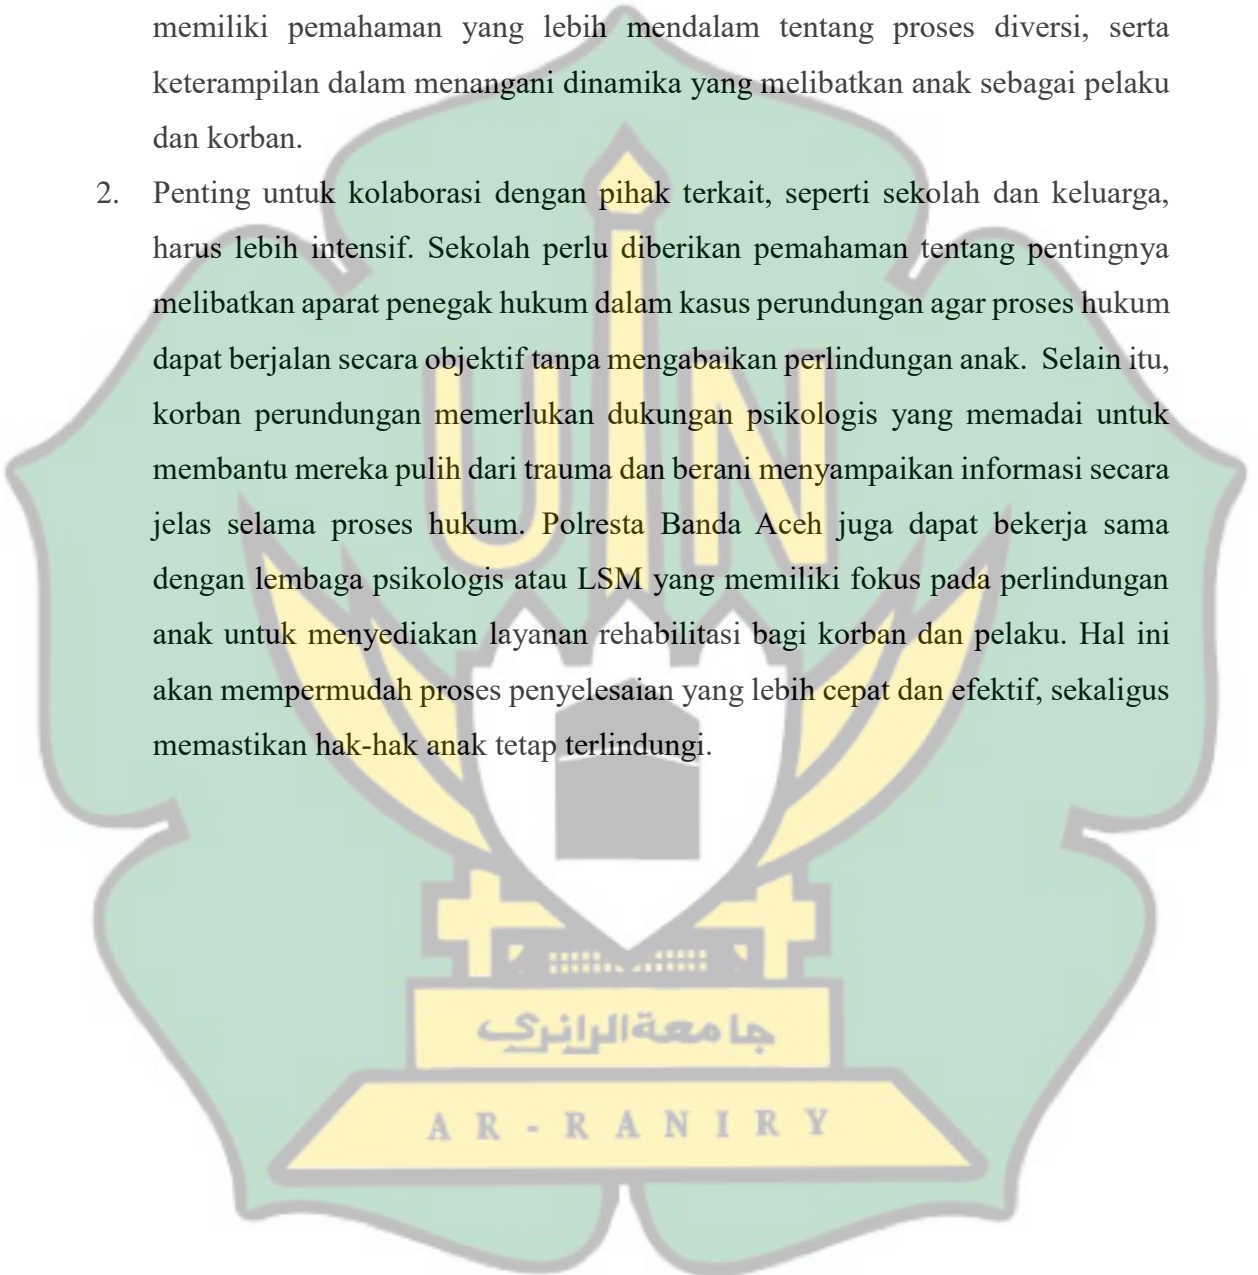 memiliki pemahaman yang lebih mendalam tentang proses diversi, serta
keterampilan dalam menangani dinamika yang melibatkan anak sebagai pelaku
dan korban.
2. Penting untuk kolaborasi dengan pihak terkait, seperti sekolah dan keluarga,
harus lebih intensif. Sekolah perlu diberikan pemahaman tentang pentingnya
melibatkan aparat penegak hukum dalam kasus perundungan agar proses hukum
dapat berjalan secara objektif tanpa mengabaikan perlindungan anak. Selain itu,
korban perundungan memerlukan dukungan psikologis yang memadai untuk
membantu mereka pulih dari trauma dan berani menyampaikan informasi secara
jelas selama proses hukum. Polresta Banda Aceh juga dapat bekerja sama
dengan lembaga psikologis atau LSM yang memiliki fokus pada perlindungan
anak untuk menyediakan layanan rehabilitasi bagi korban dan pelaku. Hal ini
akan mempermudah proses penyelesaian yang lebih cepat dan efektif, sekaligus
memastikan hak-hak anak tetap terlindungi.
UIN
جامعة الرانري
AR-RANIRY